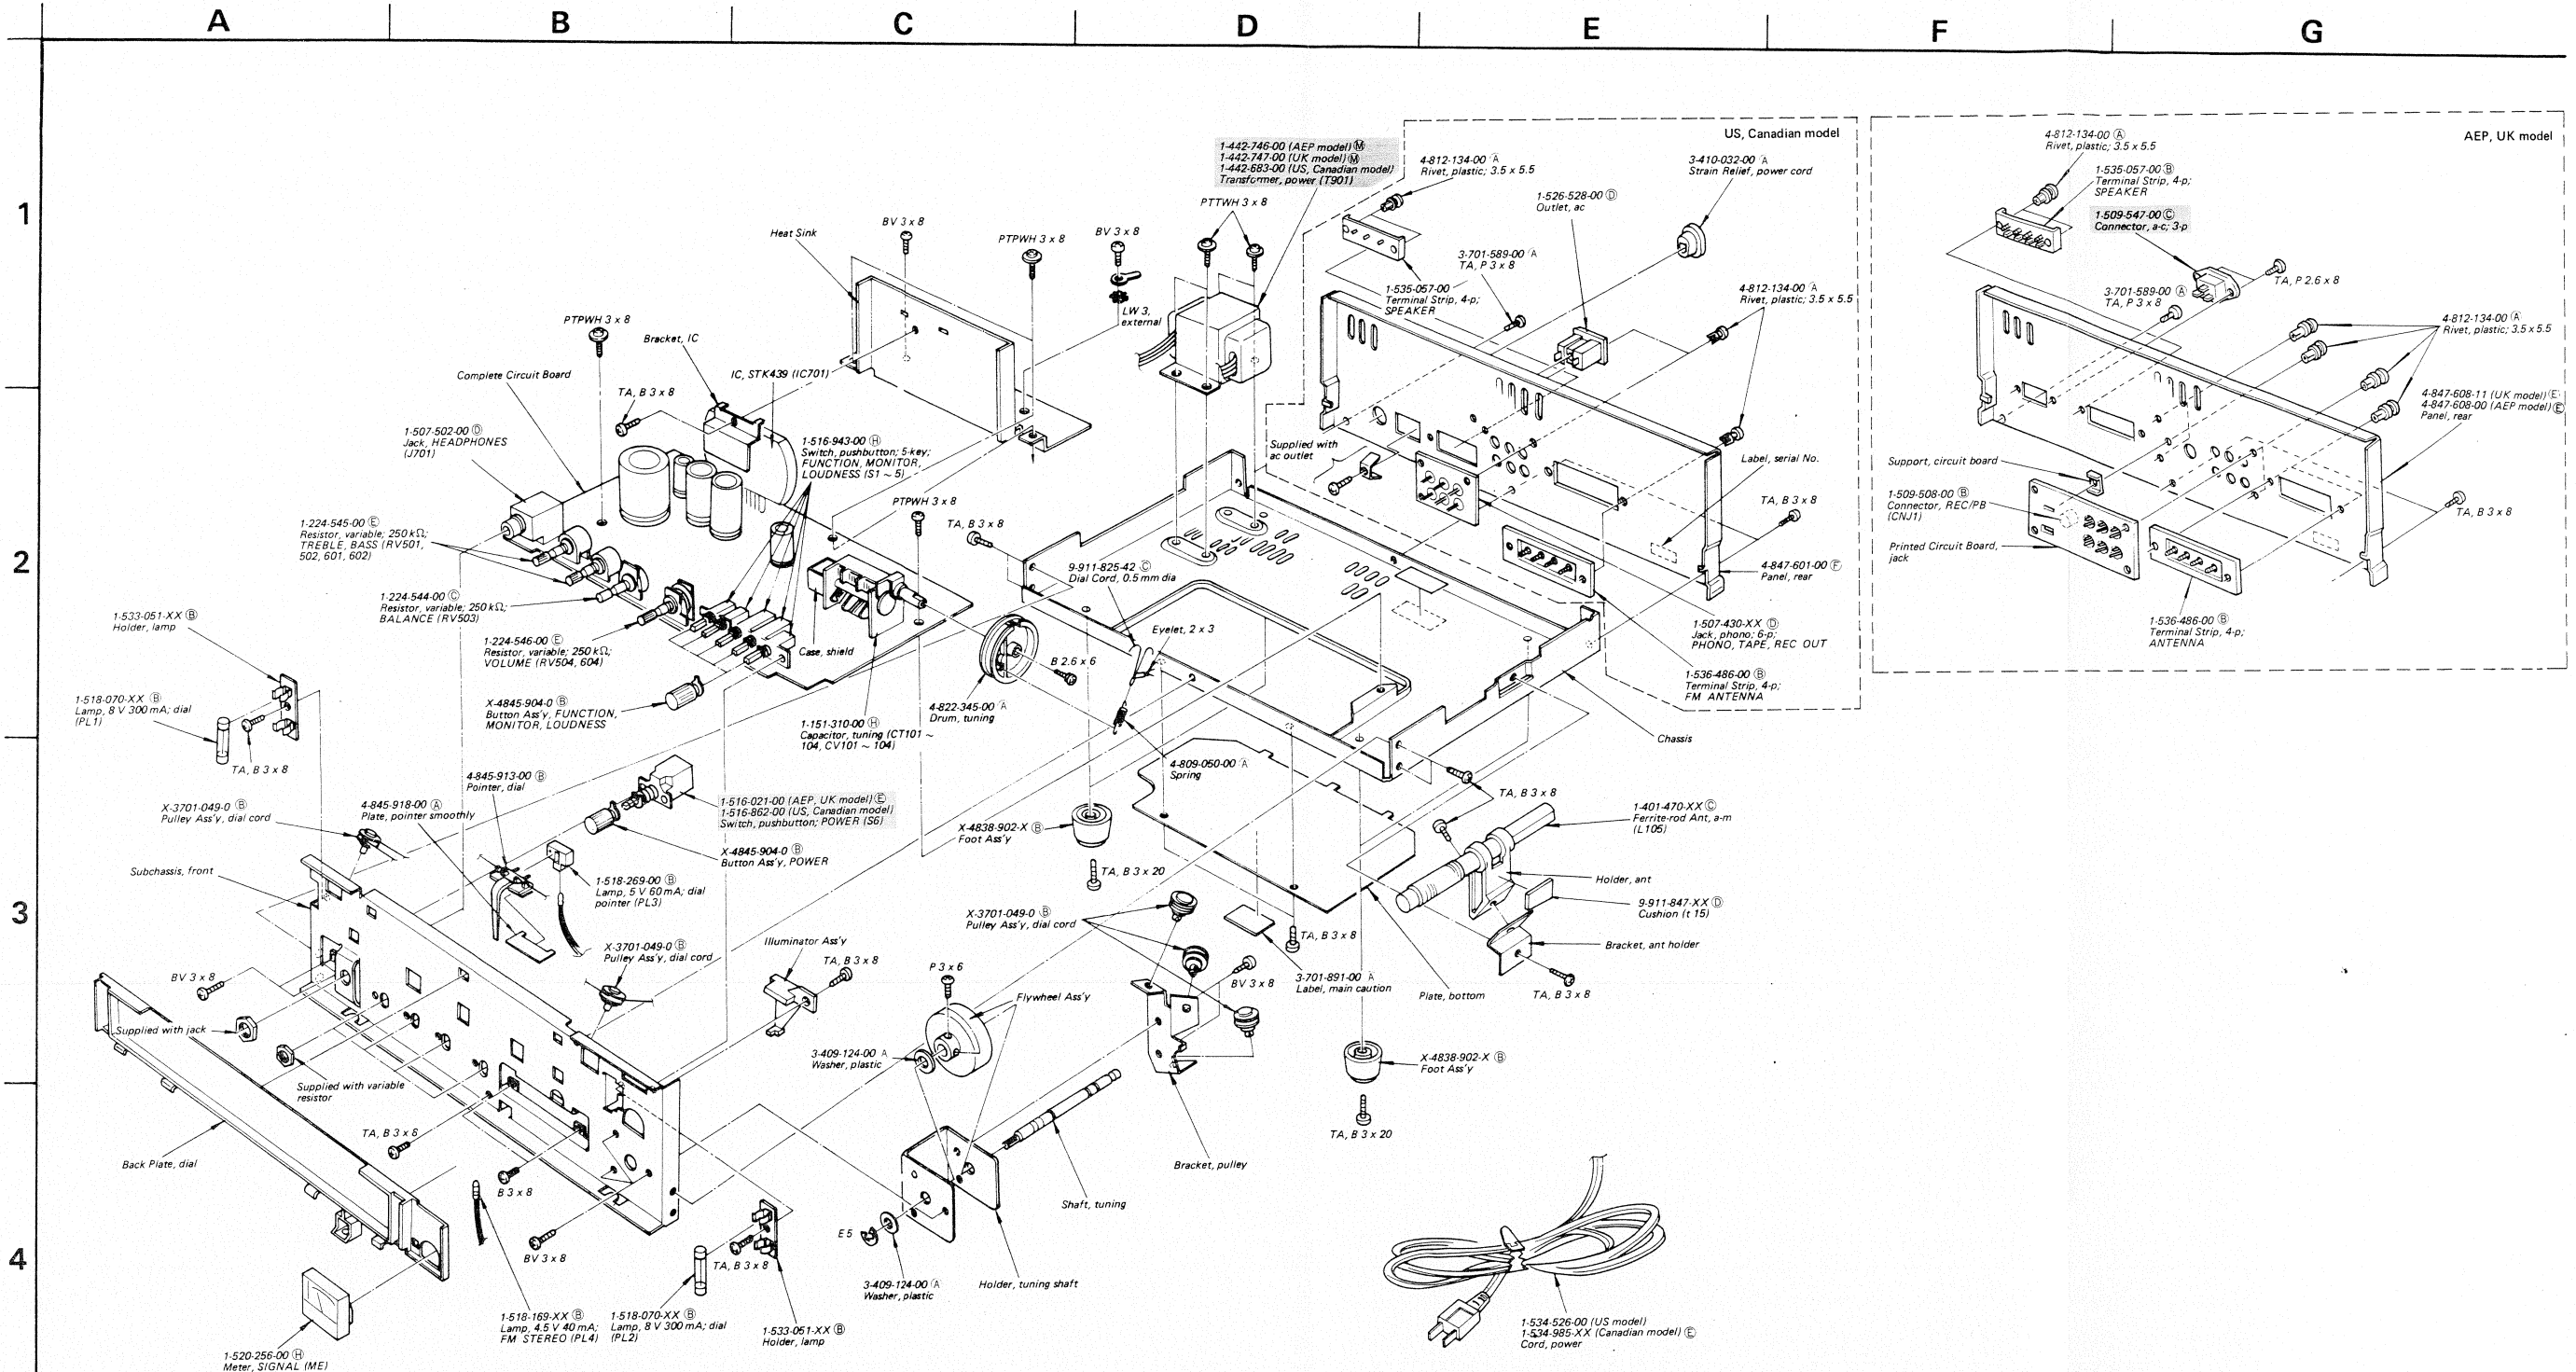 A B C D E F G
1
2
3
4
US, Canadian model
AEP, UK model
1-442-746-00 (AEP model) Ⓜ
1-442-747-00 (UK model) Ⓜ
1-442-683-00 (US, Canadian model)
Transformer, power (T901)
4-812-134-00 Ⓐ
Rivet, plastic; 3.5 x 5.5
3-410-032-00 Ⓐ
Strain Relief, power cord
1-526-528-00 Ⓓ
Outlet, ac
PTTWH 3 x 8
BV 3 x 8
Heat Sink
PTPWH 3 x 8
BV 3 x 8
LW 3,
external
3-701-589-00 Ⓐ
TA, P 3 x 8
1-535-057-00
Terminal Strip, 4-p;
SPEAKER
4-812-134-00 Ⓐ
Rivet, plastic; 3.5 x 5.5
4-812-134-00 Ⓐ
Rivet, plastic; 3.5 x 5.5
1-535-057-00 Ⓑ
Terminal Strip, 4-p;
SPEAKER
1-509-547-00 Ⓒ
Connector, a-c; 3-p
3-701-589-00 Ⓐ
TA, P 3 x 8
TA, P 2.6 x 8
4-812-134-00 Ⓐ
Rivet, plastic; 3.5 x 5.5
4-847-608-11 (UK model) Ⓔ
4-847-608-00 (AEP model) Ⓔ
Panel, rear
PTPWH 3 x 8
Bracket, IC
Complete Circuit Board
IC, STK439 (IC701)
TA, B 3 x 8
1-507-502-00 Ⓓ
Jack, HEADPHONES
(J701)
1-516-943-00 Ⓗ
Switch, pushbutton; 5-key;
FUNCTION, MONITOR,
LOUDNESS (S1 ~ 5)
Supplied with
ac outlet
Label, serial No.
TA, B 3 x 8
Support, circuit board
1-509-508-00 Ⓑ
Connector, REC/PB
(CNJ1)
Printed Circuit Board,
jack
TA, B 3 x 8
1-536-486-00 Ⓑ
Terminal Strip, 4-p;
ANTENNA
1-224-545-00 Ⓔ
Resistor, variable; 250 kΩ;
TREBLE, BASS (RV501,
502, 601, 602)
PTPWH 3 x 8
TA, B 3 x 8
9-911-825-42 Ⓒ
Dial Cord, 0.5 mm dia
4-847-601-00 Ⓕ
Panel, rear
1-224-544-00 Ⓒ
Resistor, variable; 250 kΩ;
BALANCE (RV503)
1-533-051-XX Ⓑ
Holder, lamp
1-224-546-00 Ⓔ
Resistor, variable; 250 kΩ;
VOLUME (RV504, 604)
Case, shield
Eyelet, 2 x 3
B 2.6 x 6
1-507-430-XX Ⓓ
Jack, phono; 6-p;
PHONO, TAPE, REC OUT
1-536-486-00 Ⓑ
Terminal Strip, 4-p;
FM ANTENNA
1-518-070-XX Ⓑ
Lamp, 8 V 300 mA; dial
(PL1)
X-4845-904-0 Ⓑ
Button Ass'y, FUNCTION,
MONITOR, LOUDNESS
4-822-345-00 Ⓐ
Drum, tuning
1-151-310-00 Ⓗ
Capacitor, tuning (CT101 ~
104, CV101 ~ 104)
Chassis
TA, B 3 x 8
4-845-913-00 Ⓑ
Pointer, dial
4-809-050-00 Ⓐ
Spring
X-3701-049-0 Ⓑ
Pulley Ass'y, dial cord
4-845-918-00 Ⓐ
Plate, pointer smoothly
1-516-021-00 (AEP, UK model) Ⓔ
1-516-862-00 (US, Canadian model)
Switch, pushbutton; POWER (S6)
TA, B 3 x 8
1-401-470-XX Ⓒ
Ferrite-rod Ant, a-m
(L105)
X-4838-902-X Ⓑ
Foot Ass'y
X-4845-904-0 Ⓑ
Button Ass'y, POWER
Subchassis, front
1-518-269-00 Ⓑ
Lamp, 5 V 60 mA; dial
pointer (PL3)
TA, B 3 x 20
Holder, ant
9-911-847-XX Ⓓ
Cushion (t 15)
X-3701-049-0 Ⓑ
Pulley Ass'y, dial cord
X-3701-049-0 Ⓑ
Pulley Ass'y, dial cord
Illuminator Ass'y
TA, B 3 x 8
TA, B 3 x 8
Bracket, ant holder
BV 3 x 8
P 3 x 6
3-701-891-00 Ⓐ
Label, main caution
BV 3 x 8
Flywheel Ass'y
Plate, bottom
TA, B 3 x 8
Supplied with jack
3-409-124-00 Ⓐ
Washer, plastic
X-4838-902-X Ⓑ
Foot Ass'y
Supplied with variable
resistor
TA, B 3 x 8
TA, B 3 x 20
Back Plate, dial
Bracket, pulley
B 3 x 8
Shaft, tuning
E 5
BV 3 x 8
TA, B 3 x 8
3-409-124-00 Ⓐ
Washer, plastic
Holder, tuning shaft
1-518-169-XX Ⓑ
Lamp, 4.5 V 40 mA;
FM STEREO (PL4)
1-518-070-XX Ⓑ
Lamp, 8 V 300 mA; dial
(PL2)
1-533-051-XX Ⓑ
Holder, lamp
1-534-526-00 (US model)
1-534-985-XX (Canadian model) Ⓔ
Cord, power
1-520-256-00 Ⓗ
Meter, SIGNAL (ME)